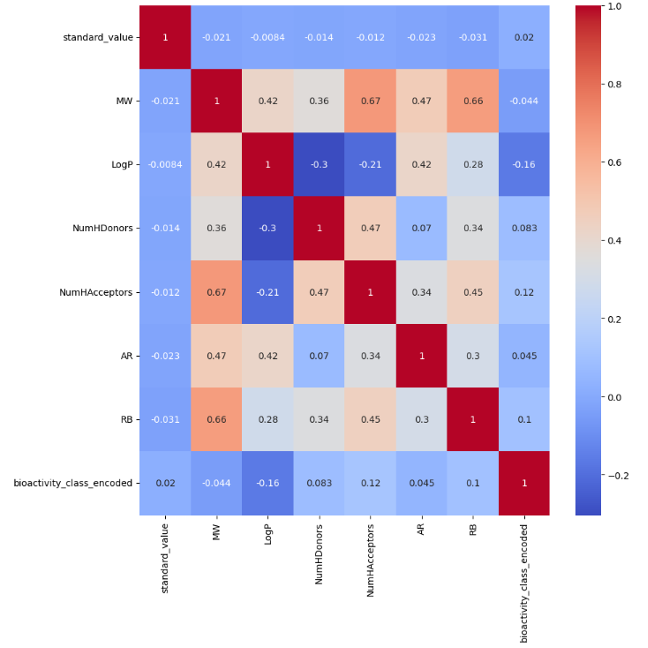 standard_value 1 -0.021 -0.0084 -0.014 -0.012 -0.023 -0.031 0.02
MW -0.021 1 0.42 0.36 0.67 0.47 0.66 -0.044
LogP -0.0084 0.42 1 -0.3 -0.21 0.42 0.28 -0.16
NumHDonors -0.014 0.36 -0.3 1 0.47 0.07 0.34 0.083
NumHAcceptors -0.012 0.67 -0.21 0.47 1 0.34 0.45 0.12
AR -0.023 0.47 0.42 0.07 0.34 1 0.3 0.045
RB -0.031 0.66 0.28 0.34 0.45 0.3 1 0.1
bioactivity_class_encoded 0.02 -0.044 -0.16 0.083 0.12 0.045 0.1 1
standard_value
MW
LogP
NumHDonors
NumHAcceptors
AR
RB
bioactivity_class_encoded
1.0
0.8
0.6
0.4
0.2
0.0
−0.2